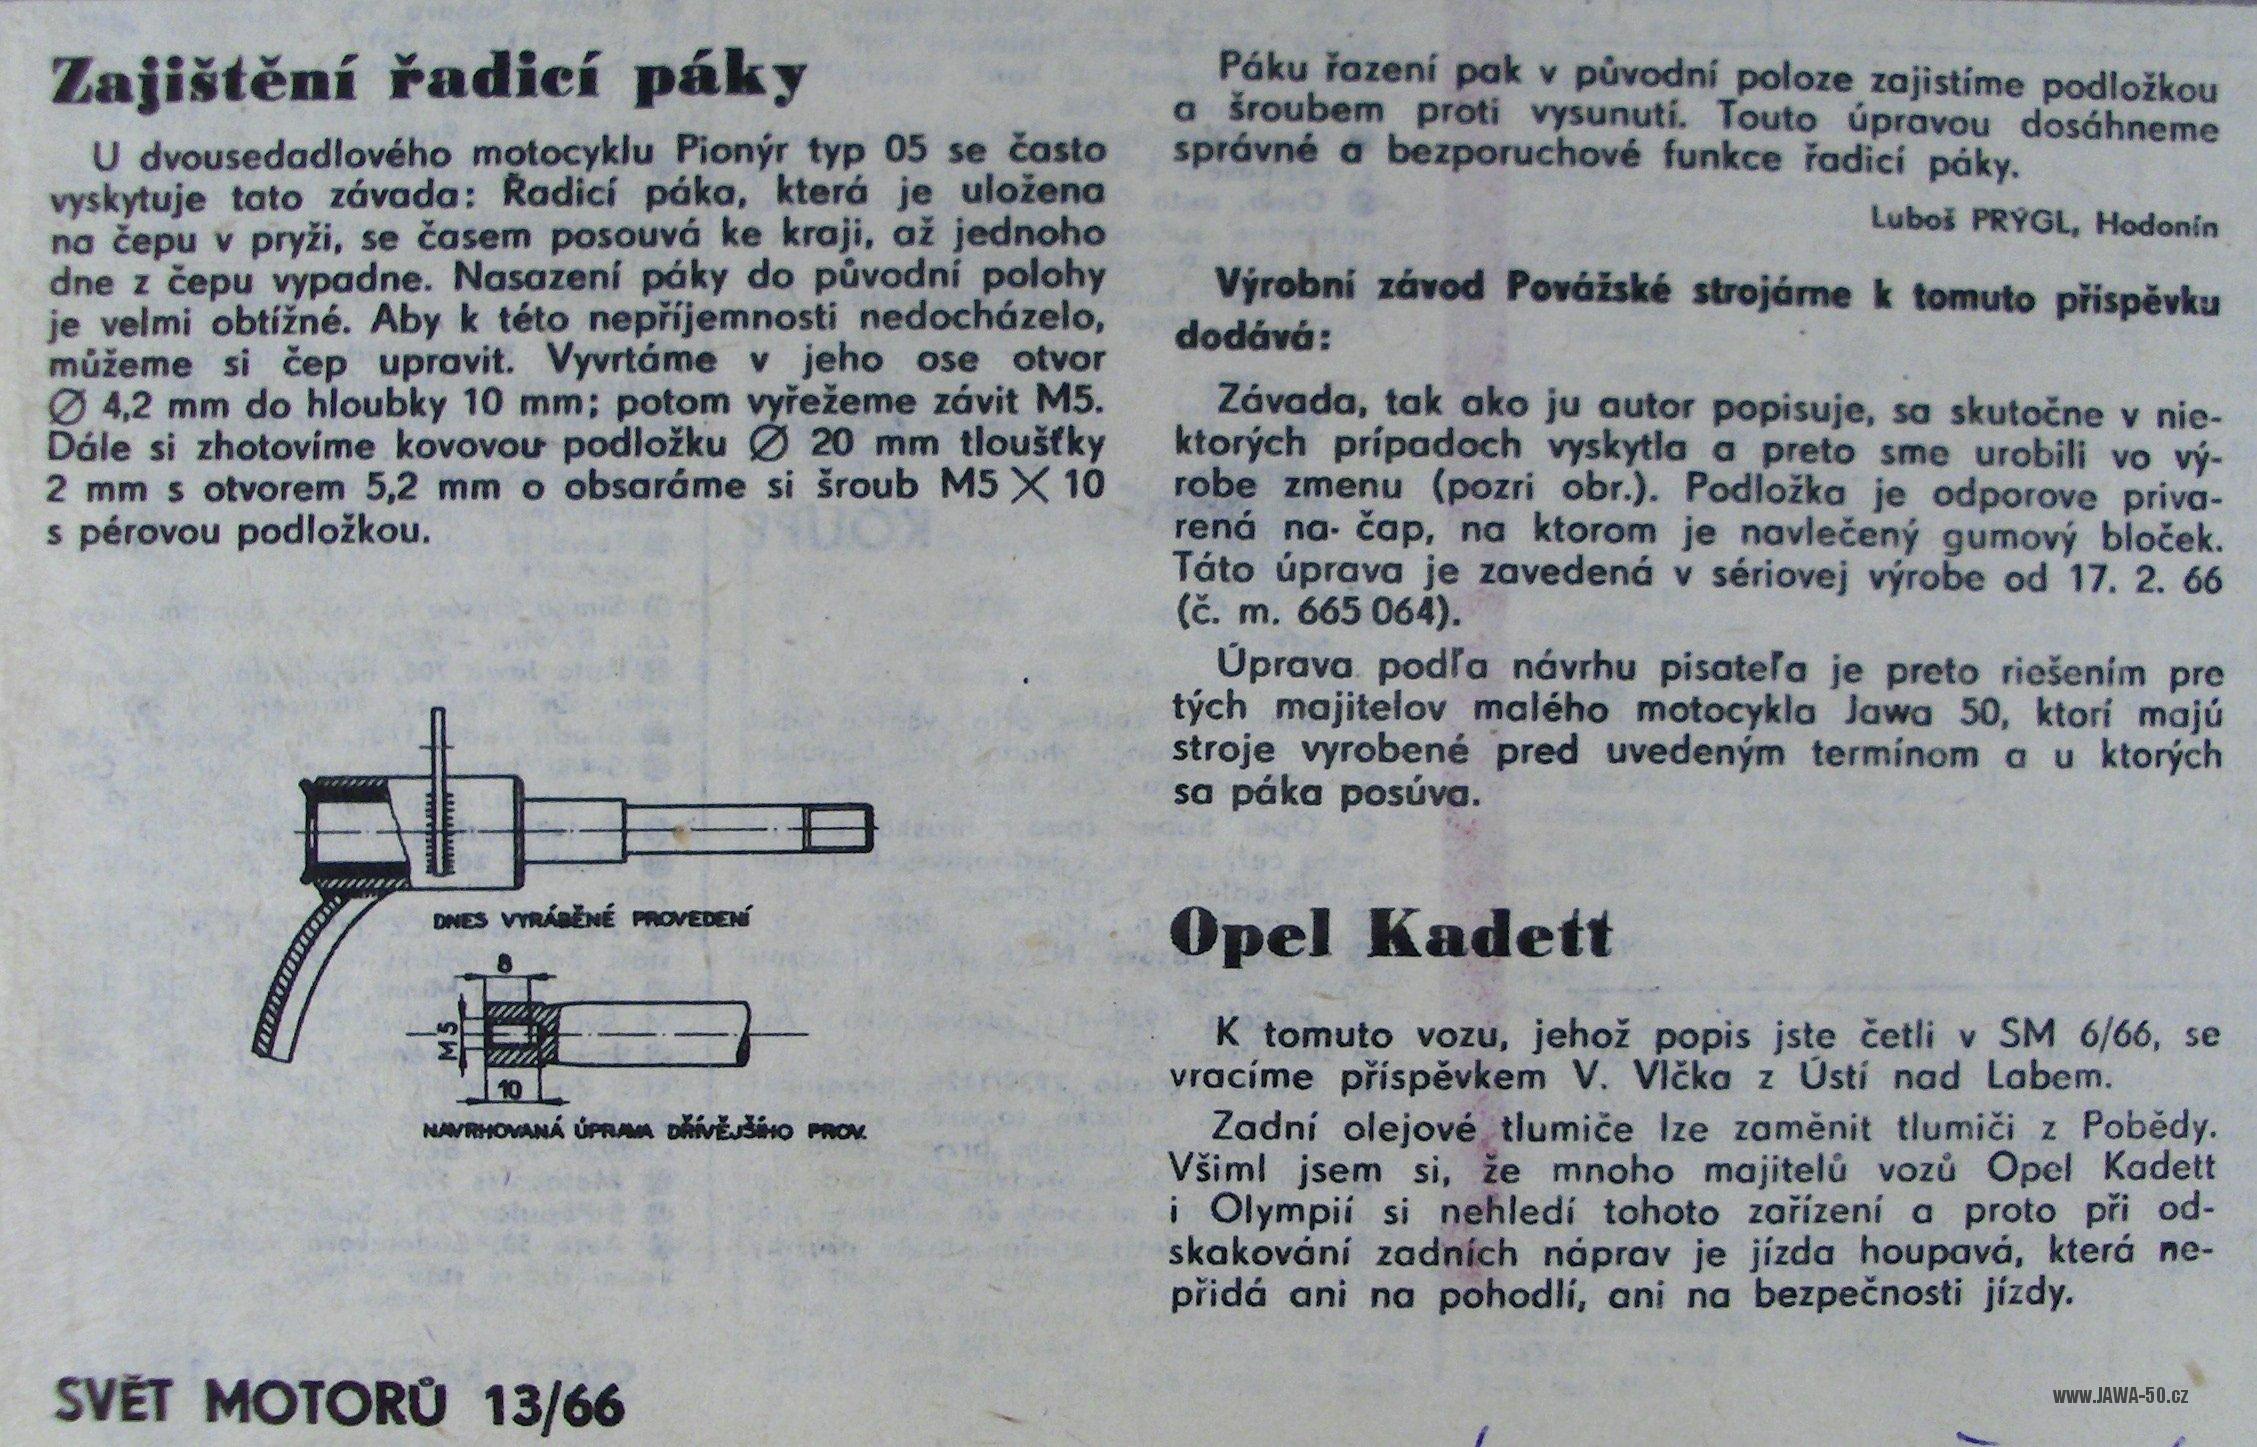 Zajištění řadicí páky
U dvousedadlového motocyklu Pionýr typ 05 se často
vyskytuje tato závada: Řadicí páka, která je uložena
na čepu v pryži, se časem posouvá ke kraji, až jednoho
dne z čepu vypadne. Nasazení páky do původní polohy
je velmi obtížné. Aby k této nepříjemnosti nedocházelo,
můžeme si čep upravit. Vyvrtáme v jeho ose otvor
∅ 4,2 mm do hloubky 10 mm; potom vyřežeme závit M5.
Dále si zhotovíme kovovou podložku ∅ 20 mm tloušťky
2 mm s otvorem 5,2 mm o obsaráme si šroub M5 × 10
s pérovou podložkou.
DNES VYRÁBĚNÉ PROVEDENÍ
8
M5
10
NAVRHOVANÁ ÚPRAVA DŘÍVĚJŠÍHO PROV.
SVĚT MOTORŮ 13/66
Páku řazení pak v původní poloze zajistíme podložkou
a šroubem proti vysunutí. Touto úpravou dosáhneme
správné a bezporuchové funkce řadicí páky.
Luboš PRÝGL, Hodonín
Výrobní závod Povážské strojárne k tomuto příspěvku
dodává:
Závada, tak ako ju autor popisuje, sa skutočne v nie-
ktorých prípadoch vyskytla a preto sme urobili vo vý-
robe zmenu (pozri obr.). Podložka je odporove priva-
rená na čap, na ktorom je navlečený gumový bloček.
Táto úprava je zavedená v sériovej výrobe od 17. 2. 66
(č. m. 665 064).
Úprava podľa návrhu pisateľa je preto riešením pre
tých majitelov malého motocykla Jawa 50, ktorí majú
stroje vyrobené pred uvedeným termínom a u ktorých
sa páka posúva.
Opel Kadett
K tomuto vozu, jehož popis jste četli v SM 6/66, se
vracíme příspěvkem V. Vlčka z Ústí nad Labem.
Zadní olejové tlumiče lze zaměnit tlumiči z Pobědy.
Všiml jsem si, že mnoho majitelů vozů Opel Kadett
i Olympií si nehledí tohoto zařízení a proto při od-
skakování zadních náprav je jízda houpavá, která ne-
přidá ani na pohodlí, ani na bezpečnosti jízdy.
www.JAWA-50.cz